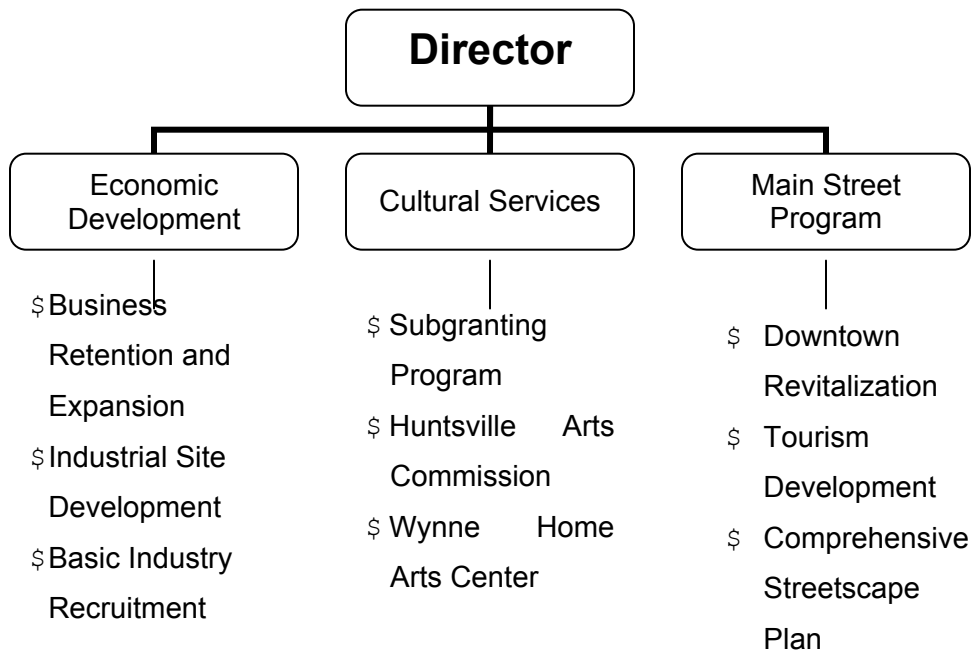 Director
Economic
Development
$ Business
Retention and
Expansion
$ Industrial Site
Development
$ Basic Industry
Recruitment
Cultural Services
$ Subgranting
Program
$ Huntsville Arts
Commission
$ Wynne Home
Arts Center
Main Street
Program
$ Downtown
Revitalization
$ Tourism
Development
$ Comprehensive
Streetscape
Plan